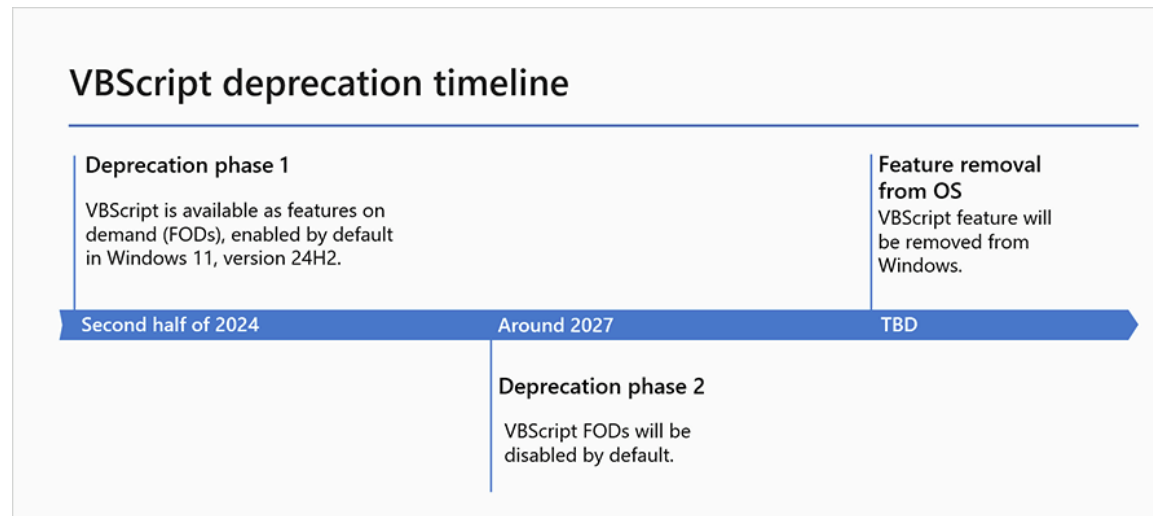 VBScript deprecation timeline
Deprecation phase 1
VBScript is available as features on
demand (FODs), enabled by default
in Windows 11, version 24H2.
Feature removal
from OS
VBScript feature will
be removed from
Windows.
Second half of 2024
Around 2027
TBD
Deprecation phase 2
VBScript FODs will be
disabled by default.